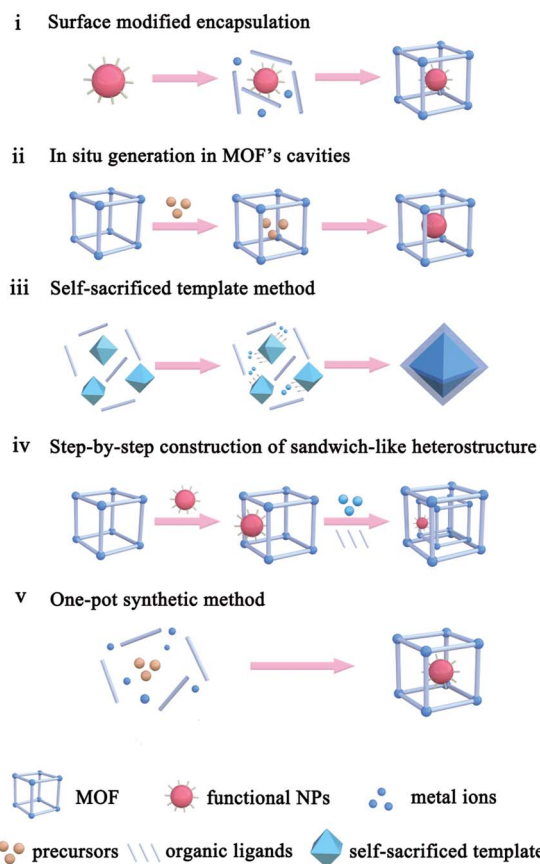 i Surface modified encapsulation
ii In situ generation in MOF's cavities
iii Self-sacrificed template method
iv Step-by-step construction of sandwich-like heterostructure
v One-pot synthetic method
MOF functional NPs metal ions
precursors organic ligands self-sacrificed template